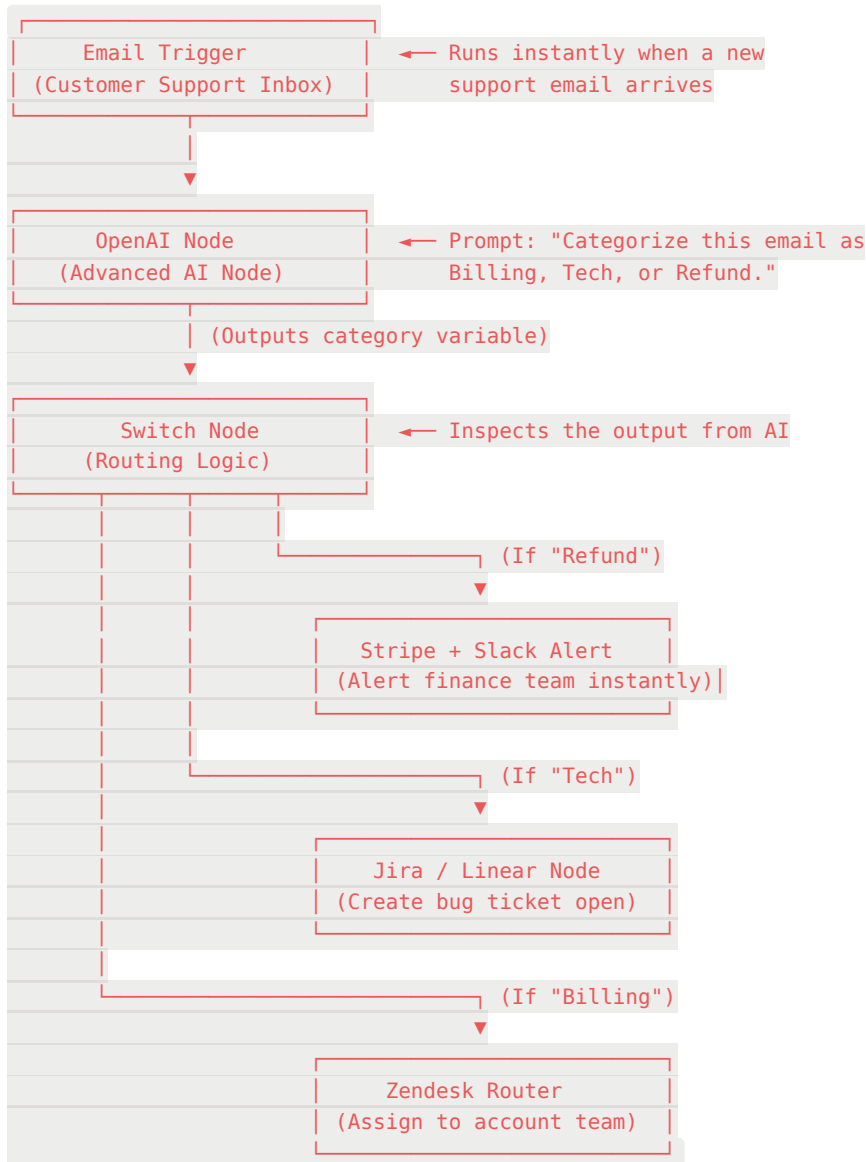 Email Trigger ◄── Runs instantly when a new
(Customer Support Inbox) support email arrives
OpenAI Node ◄── Prompt: "Categorize this email as
(Advanced AI Node) Billing, Tech, or Refund."
(Outputs category variable)
Switch Node ◄── Inspects the output from AI
(Routing Logic)
(If "Refund")
Stripe + Slack Alert
(Alert finance team instantly)
(If "Tech")
Jira / Linear Node
(Create bug ticket open)
(If "Billing")
Zendesk Router
(Assign to account team)